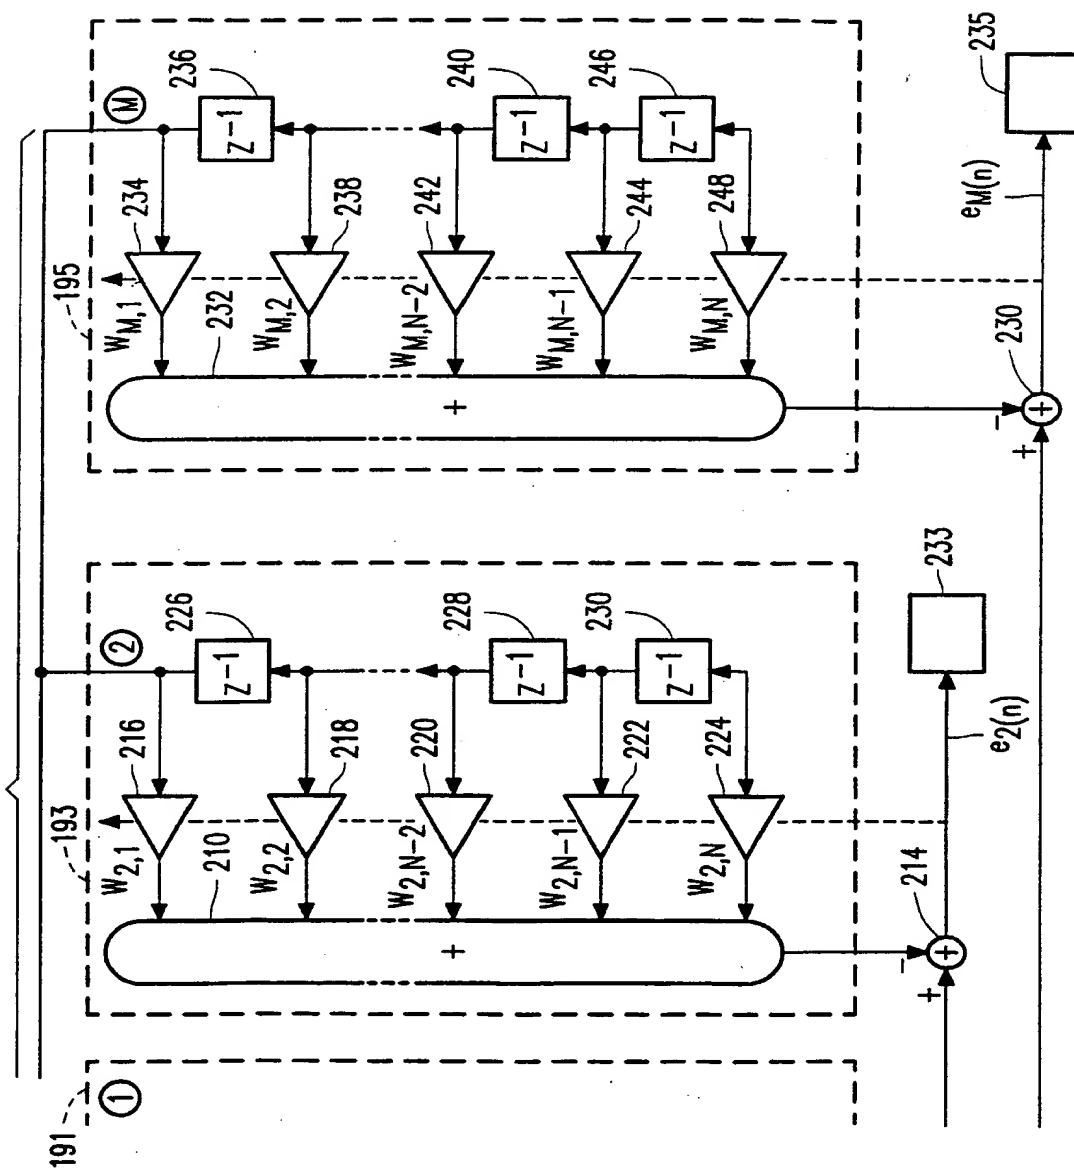 195
M
236
Z-1
240
Z-1
246
Z-1
235
234
238
242
244
248
eM(n)
WM,1
232
WM,2
WM,N-2
WM,N-1
WM,N
+
-
+
+
230
193
2
226
Z-1
228
Z-1
230
Z-1
233
216
218
220
222
224
e2(n)
W2,1
210
W2,2
W2,N-2
W2,N-1
W2,N
+
-
+
+
214
191
1